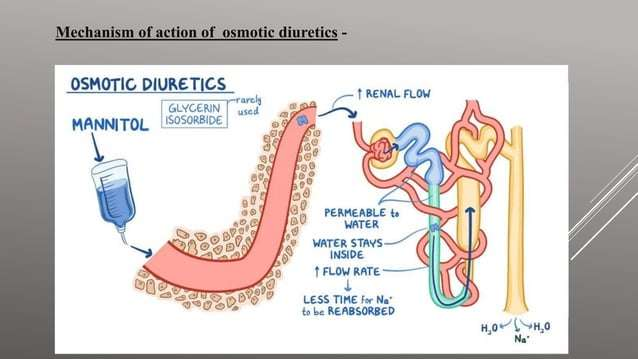 Mechanism of action of osmotic diuretics -
OSMOTIC DIURETICS
GLYCERIN
ISOSORBIDE
rarely
used
MANNITOL
↑ RENAL FLOW
PERMEABLE to
WATER
WATER STAYS
INSIDE
↑ FLOW RATE
↓
LESS TIME for Na⁺
to be REABSORBED
H₂O
Na⁺
H₂O